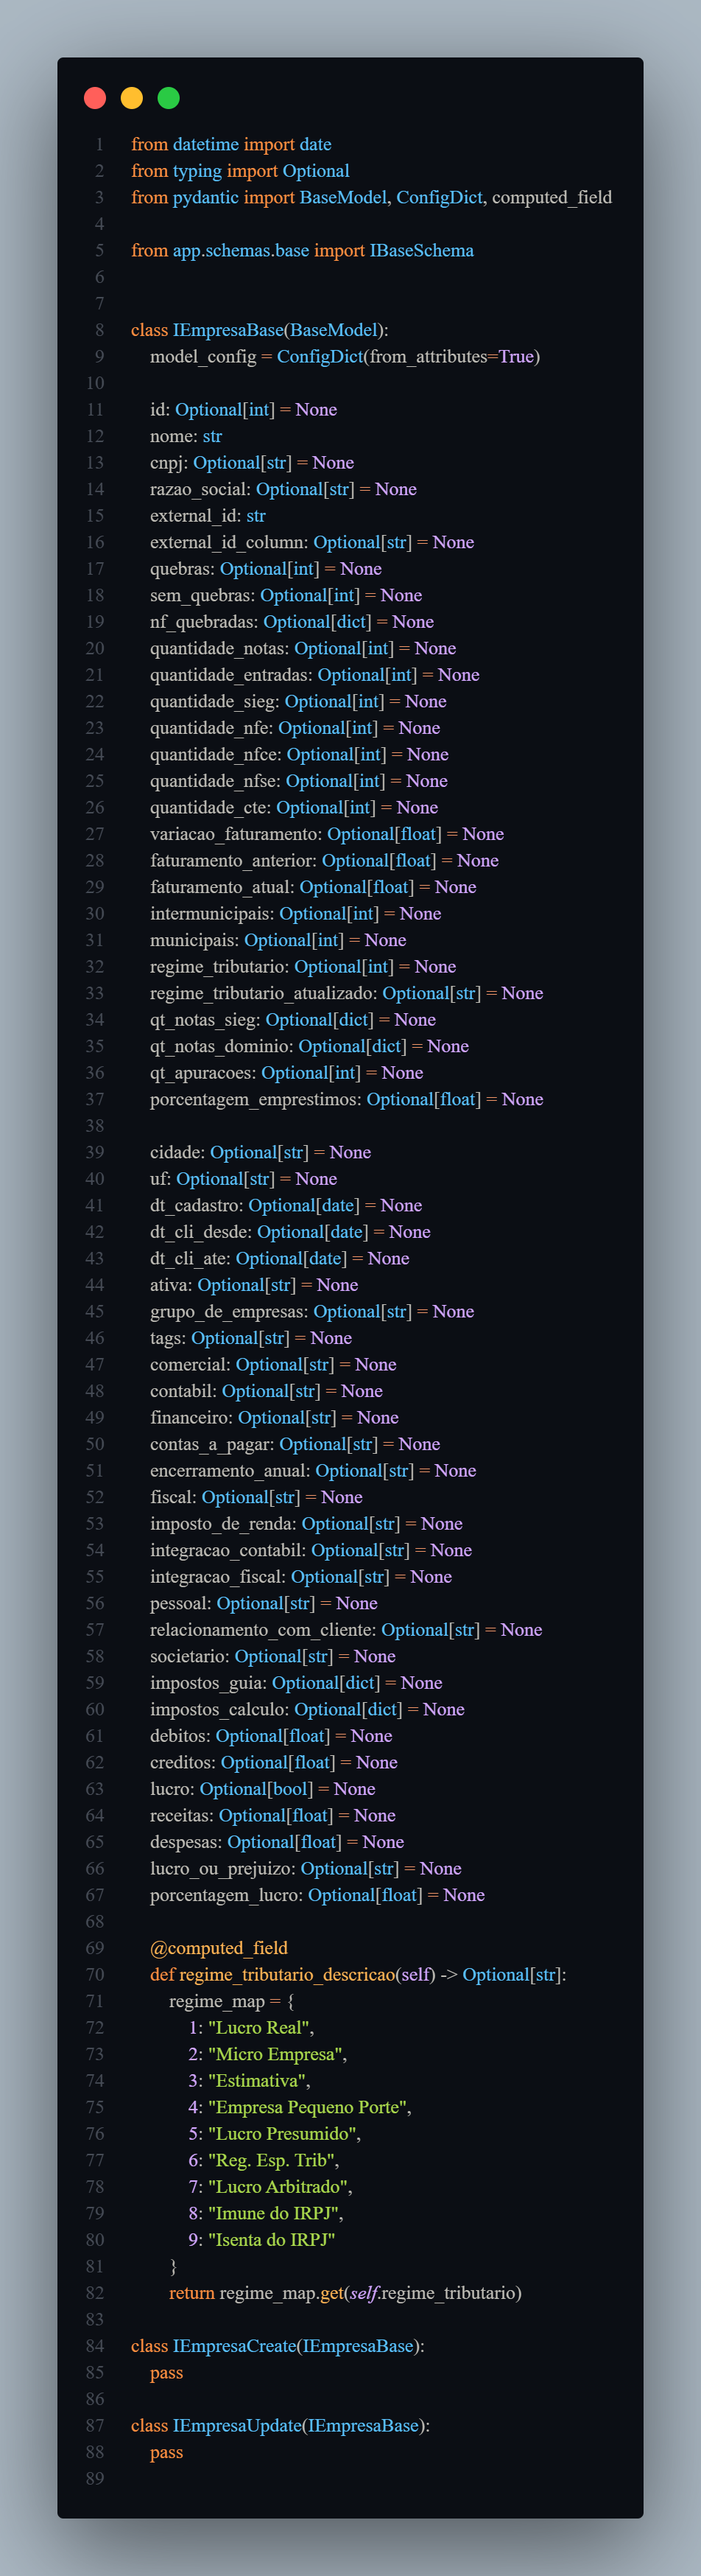 1 from datetime import date
2 from typing import Optional
3 from pydantic import BaseModel, ConfigDict, computed_field
4
5 from app.schemas.base import IBaseSchema
6
7
8 class IEmpresaBase(BaseModel):
9     model_config = ConfigDict(from_attributes=True)
10
11     id: Optional[int] = None
12     nome: str
13     cnpj: Optional[str] = None
14     razao_social: Optional[str] = None
15     external_id: str
16     external_id_column: Optional[str] = None
17     quebras: Optional[int] = None
18     sem_quebras: Optional[int] = None
19     nf_quebradas: Optional[dict] = None
20     quantidade_notas: Optional[int] = None
21     quantidade_entradas: Optional[int] = None
22     quantidade_sieg: Optional[int] = None
23     quantidade_nfe: Optional[int] = None
24     quantidade_nfce: Optional[int] = None
25     quantidade_nfse: Optional[int] = None
26     quantidade_cte: Optional[int] = None
27     variacao_faturamento: Optional[float] = None
28     faturamento_anterior: Optional[float] = None
29     faturamento_atual: Optional[float] = None
30     intermunicipais: Optional[int] = None
31     municipais: Optional[int] = None
32     regime_tributario: Optional[int] = None
33     regime_tributario_atualizado: Optional[str] = None
34     qt_notas_sieg: Optional[dict] = None
35     qt_notas_dominio: Optional[dict] = None
36     qt_apuracoes: Optional[int] = None
37     porcentagem_emprestimos: Optional[float] = None
38
39     cidade: Optional[str] = None
40     uf: Optional[str] = None
41     dt_cadastro: Optional[date] = None
42     dt_cli_desde: Optional[date] = None
43     dt_cli_ate: Optional[date] = None
44     ativa: Optional[str] = None
45     grupo_de_empresas: Optional[str] = None
46     tags: Optional[str] = None
47     comercial: Optional[str] = None
48     contabil: Optional[str] = None
49     financeiro: Optional[str] = None
50     contas_a_pagar: Optional[str] = None
51     encerramento_anual: Optional[str] = None
52     fiscal: Optional[str] = None
53     imposto_de_renda: Optional[str] = None
54     integracao_contabil: Optional[str] = None
55     integracao_fiscal: Optional[str] = None
56     pessoal: Optional[str] = None
57     relacionamento_com_cliente: Optional[str] = None
58     societario: Optional[str] = None
59     impostos_guia: Optional[dict] = None
60     impostos_calculo: Optional[dict] = None
61     debitos: Optional[float] = None
62     creditos: Optional[float] = None
63     lucro: Optional[bool] = None
64     receitas: Optional[float] = None
65     despesas: Optional[float] = None
66     lucro_ou_prejuizo: Optional[str] = None
67     porcentagem_lucro: Optional[float] = None
68
69     @computed_field
70     def regime_tributario_descricao(self) -> Optional[str]:
71         regime_map = {
72             1: "Lucro Real",
73             2: "Micro Empresa",
74             3: "Estimativa",
75             4: "Empresa Pequeno Porte",
76             5: "Lucro Presumido",
77             6: "Reg. Esp. Trib",
78             7: "Lucro Arbitrado",
79             8: "Imune do IRPJ",
80             9: "Isenta do IRPJ"
81         }
82         return regime_map.get(self.regime_tributario)
83
84 class IEmpresaCreate(IEmpresaBase):
85     pass
86
87 class IEmpresaUpdate(IEmpresaBase):
88     pass
89